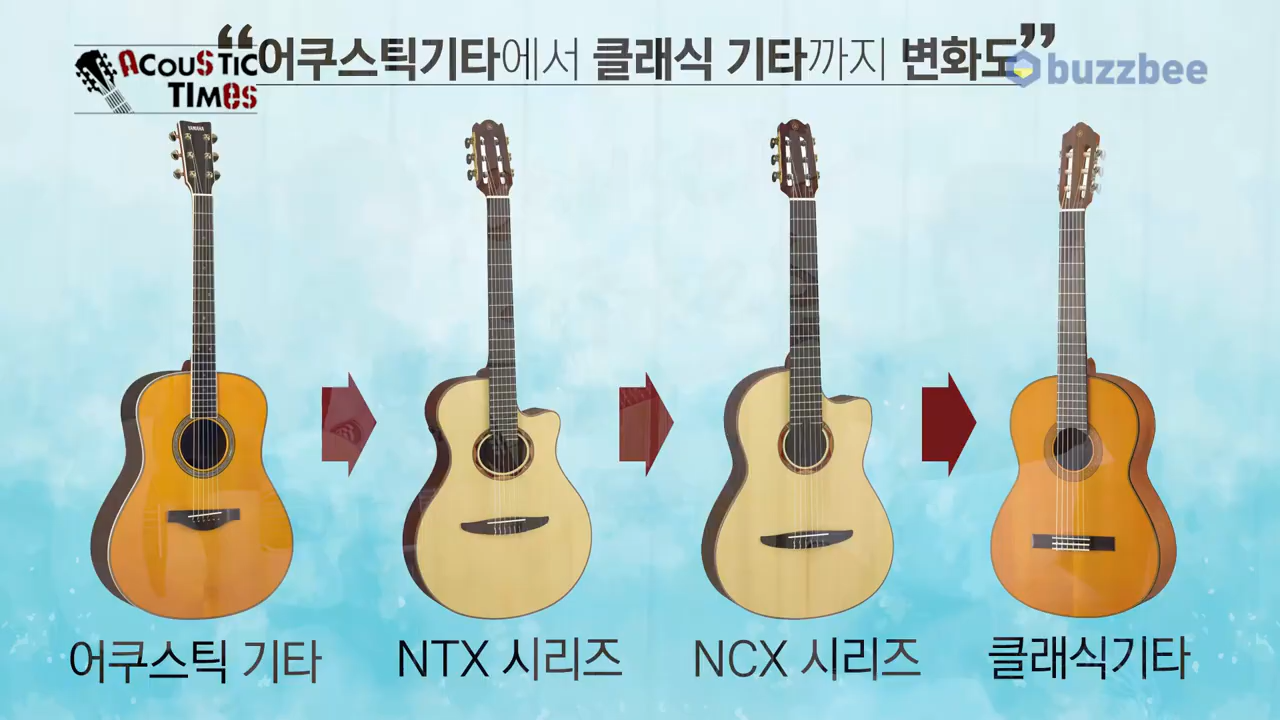 “어쿠스틱기타에서 클래식 기타까지 변화도”
ACOUSTIC
TIMES
buzzbee
YAMAHA
어쿠스틱 기타
NTX 시리즈
NCX 시리즈
클래식기타